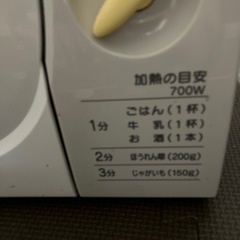 加熱の目安
700W
ごはん(1杯)
1分 牛乳(1杯)
お酒(1本)
2分 ほうれん草(200g)
3分 じゃがいも(150g)